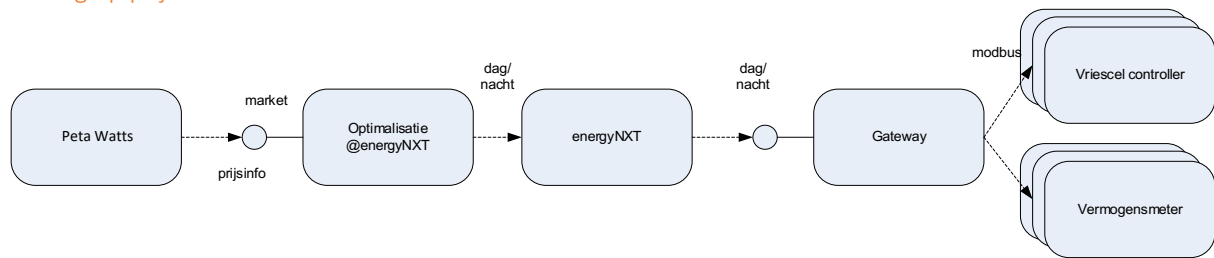 market
dag/
nacht
dag/
nacht
modbus
Peta Watts
Optimalisatie
@energyNXT
energyNXT
Gateway
Vriescel controller
prijsinfo
Vermogensmeter